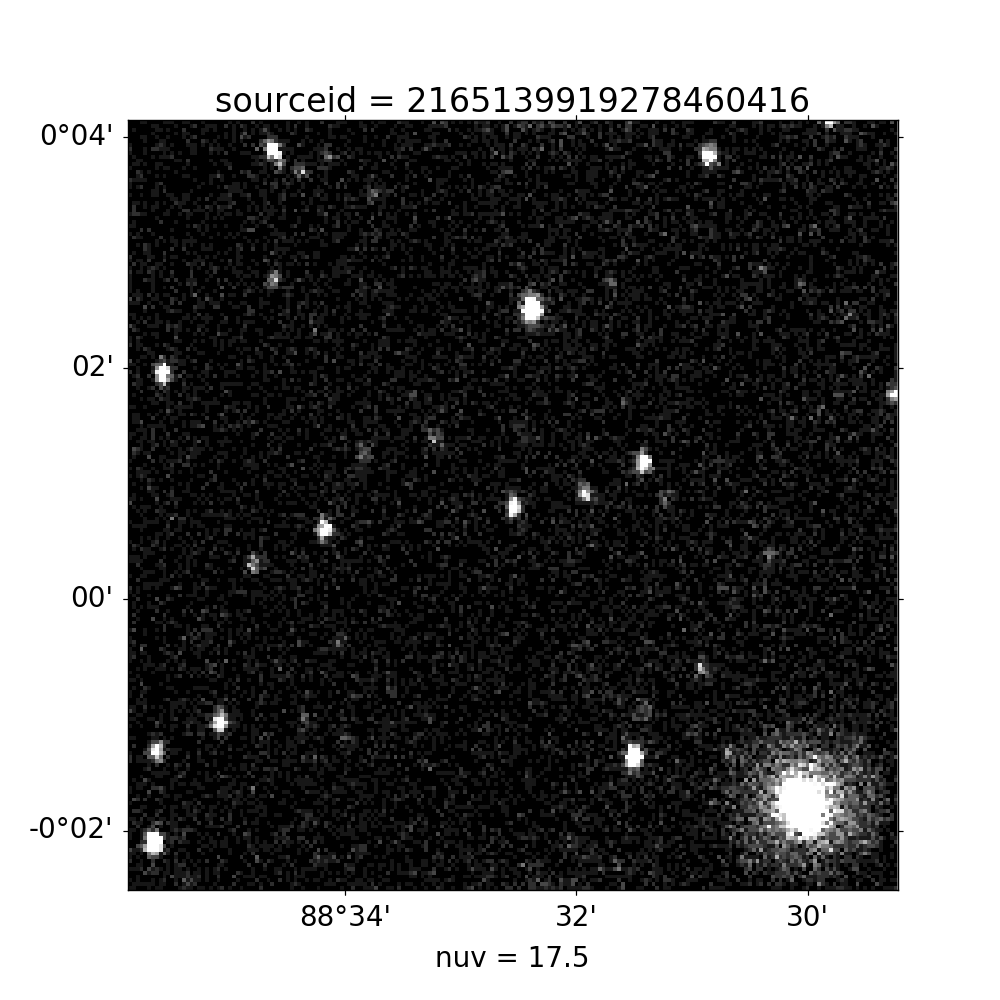 sourceid = 2165139919278460416
0°04'
02'
00'
-0°02'
88°34' 32' 30'
nuv = 17.5